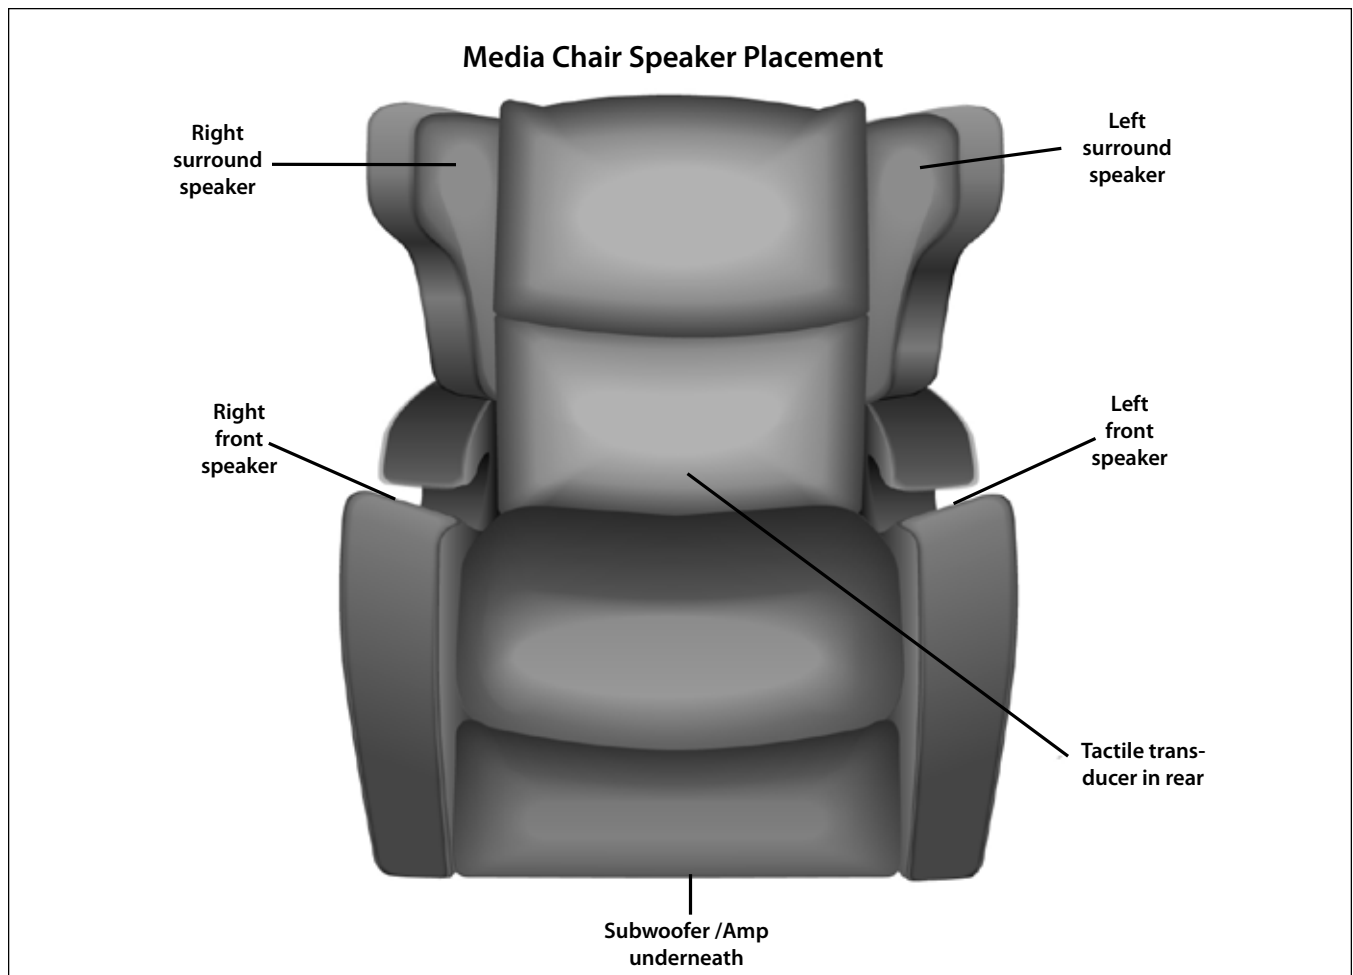 Media Chair Speaker Placement
Right
surround
speaker
Left
surround
speaker
Right
front
speaker
Left
front
speaker
Tactile trans-
ducer in rear
Subwoofer /Amp
underneath